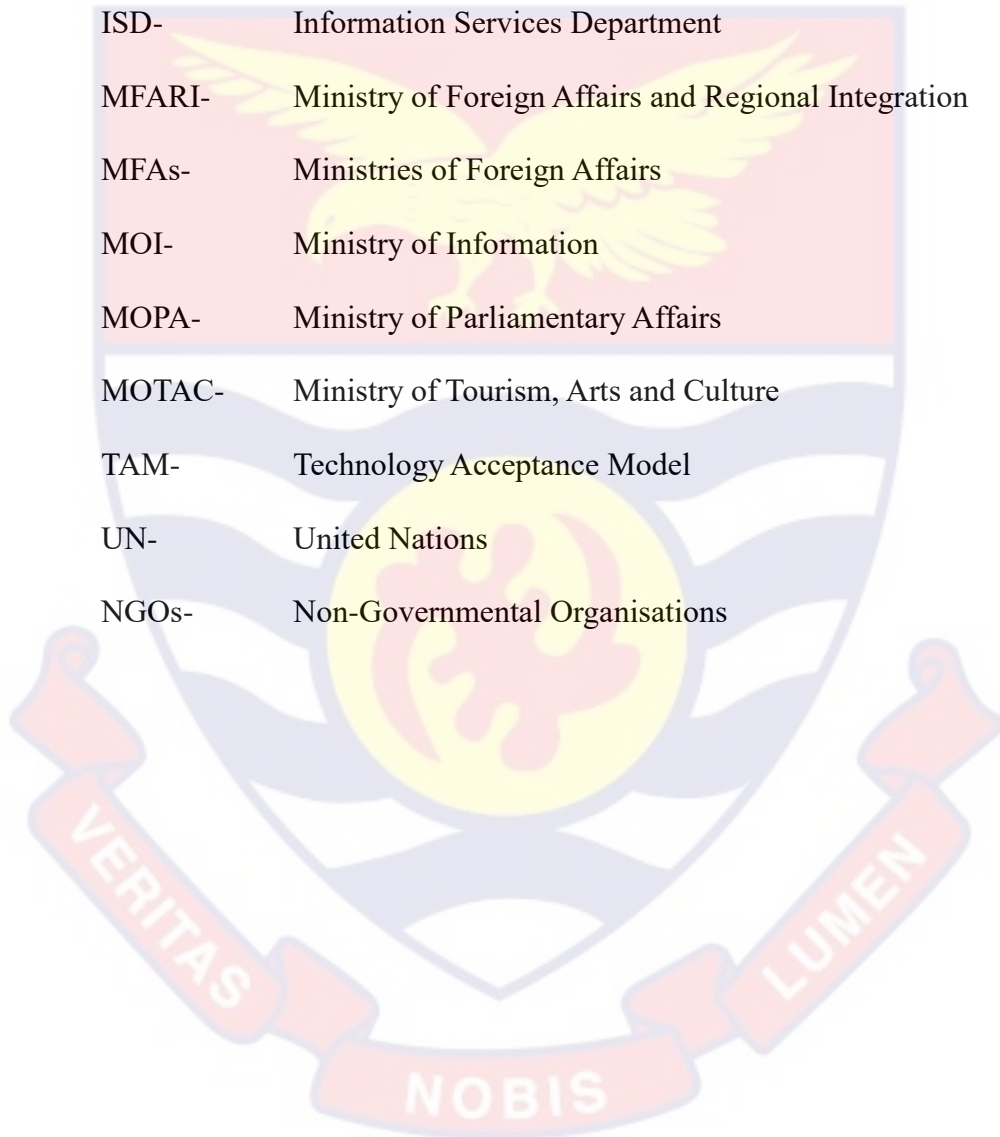 ISD- Information Services Department
MFARI- Ministry of Foreign Affairs and Regional Integration
MFAs- Ministries of Foreign Affairs
MOI- Ministry of Information
MOPA- Ministry of Parliamentary Affairs
MOTAC- Ministry of Tourism, Arts and Culture
TAM- Technology Acceptance Model
UN- United Nations
NGOs- Non-Governmental Organisations
VERITAS
NOBIS
LUMEN